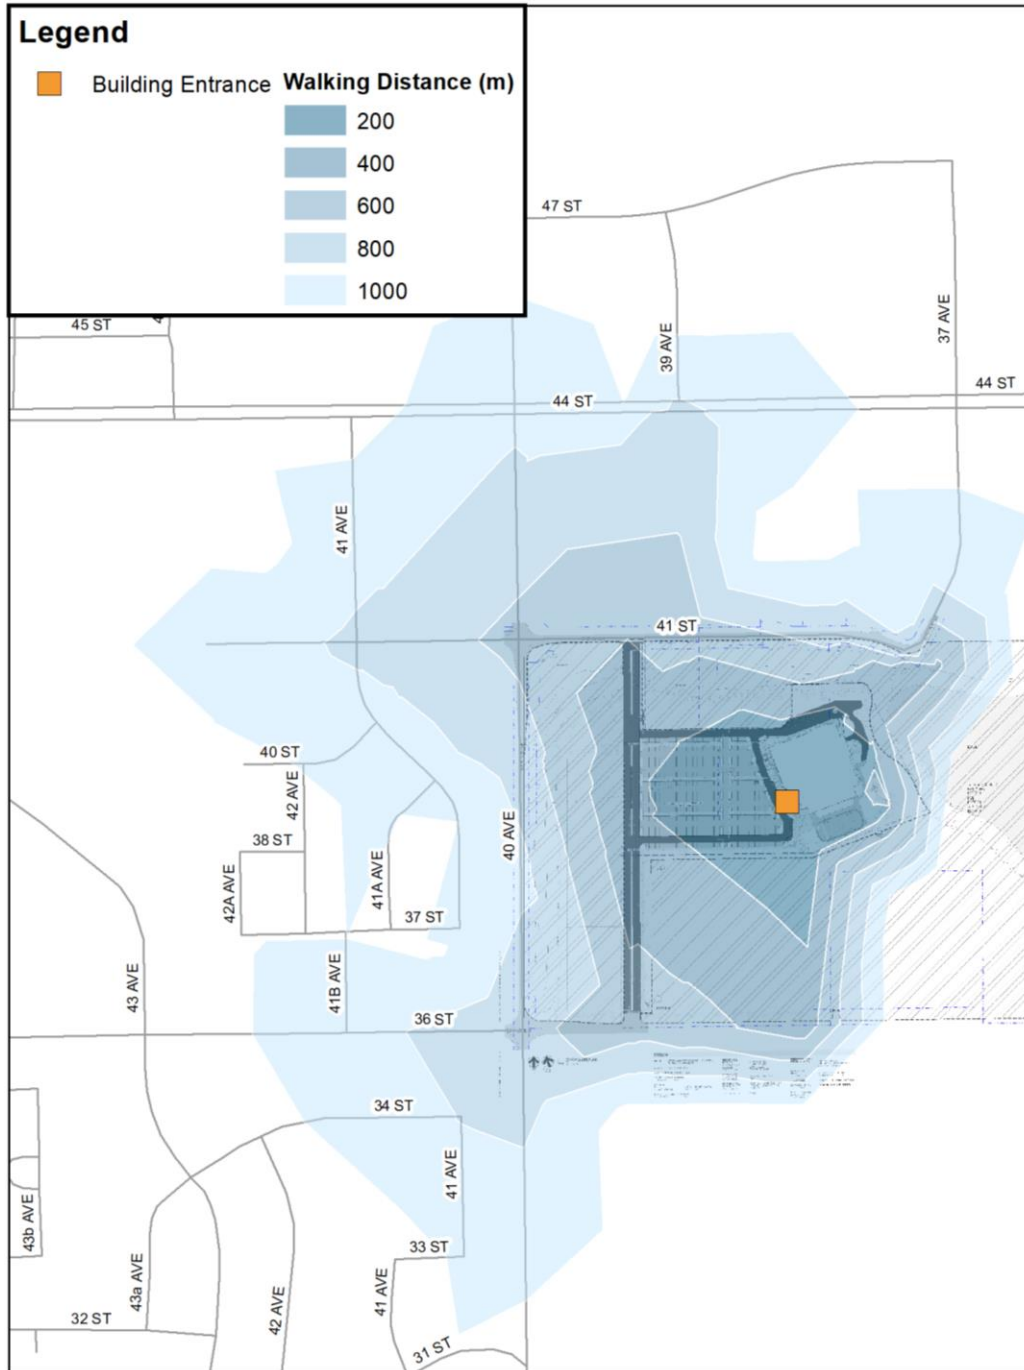 Legend
Building Entrance
Walking Distance (m)
200
400
600
800
1000
47 ST
45 ST
39 AVE
37 AVE
44 ST
44 ST
41 AVE
41 ST
40 ST
42 AVE
40 AVE
38 ST
42A AVE
41A AVE
37 ST
43 AVE
41B AVE
36 ST
34 ST
41 AVE
43b AVE
33 ST
43a AVE
42 AVE
41 AVE
32 ST
31 ST